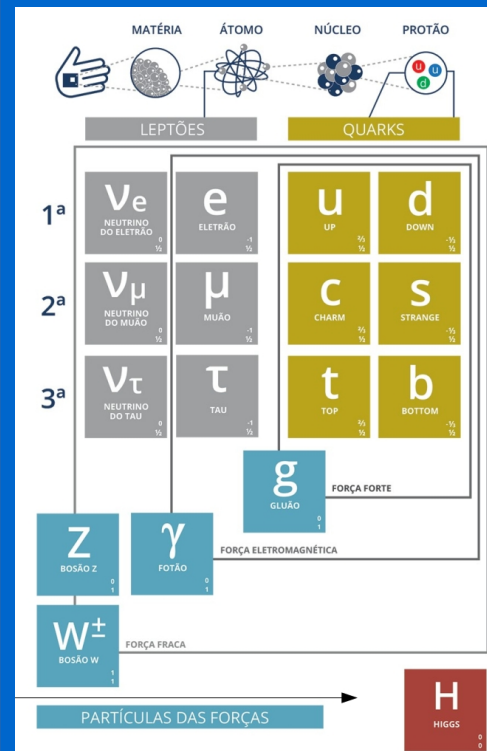 MATÉRIA ÁTOMO NÚCLEO PROTÃO
u u
d
LEPTÕES QUARKS
1ª
νe
NEUTRINO
DO ELETRÃO
0
½
e
ELETRÃO
-1
½
u
UP
⅔
½
d
DOWN
-⅓
½
2ª
νμ
NEUTRINO
DO MUÃO
0
½
μ
MUÃO
-1
½
c
CHARM
⅔
½
s
STRANGE
-⅓
½
3ª
ντ
NEUTRINO
DO TAU
0
½
τ
TAU
-1
½
t
TOP
⅔
½
b
BOTTOM
-⅓
½
g
GLUÃO
0
1
FORÇA FORTE
Z
BOSÃO Z
0
1
γ
FOTÃO
0
1
FORÇA ELETROMAGNÉTICA
W±
BOSÃO W
1
1
FORÇA FRACA
PARTÍCULAS DAS FORÇAS
H
HIGGS
0
0